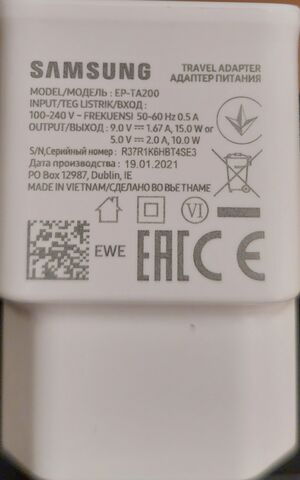 SAMSUNG
TRAVEL ADAPTER
АДАПТЕР ПИТАНИЯ
MODEL/МОДЕЛЬ : EP-TA200
INPUT/TEG LISTRIK/ВХОД :
100-240 V ~ FREKUENSI 50-60 Hz 0.5 A
OUTPUT/ВЫХОД : 9.0 V ⎓ 1.67 A, 15.0 W or
5.0 V ⎓ 2.0 A, 10.0 W
S/N,Серийный номер : R37R1K6HBT4SE3
Дата производства : 19.01.2021
PO Box 12987, Dublin, IE
MADE IN VIETNAM/СДЕЛАНО ВО ВЬЕТНАМЕ
VI
EWE
EAC CE